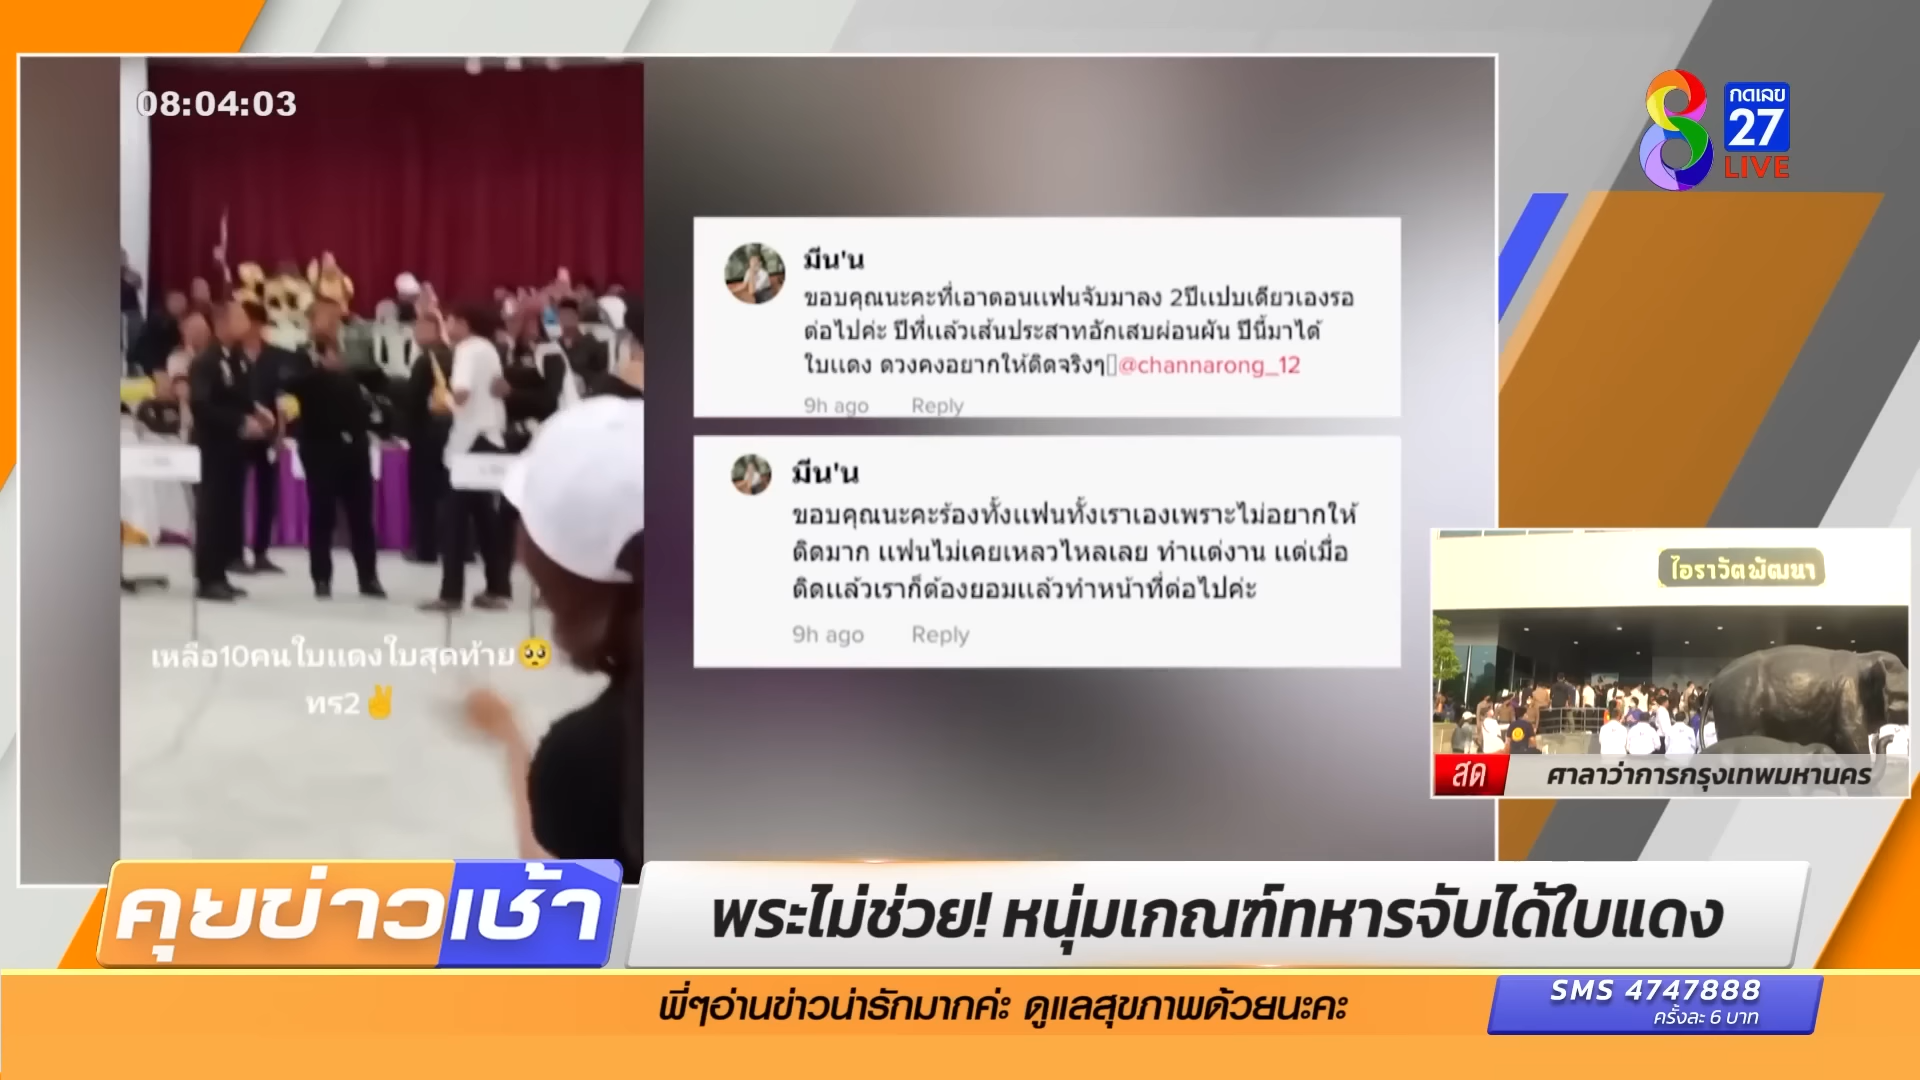 08:04:03
กดเลข
27
LIVE
มีน'น
ขอบคุณนะคะที่เอาตอนแฟนจับมาลง 2ปีแปบเดียวเองรอ
ต่อไปค่ะ ปีที่แล้วเส้นประสาทอักเสบผ่อนผัน ปีนี้มาได้
ใบแดง ดวงคงอยากให้ติดจริงๆ@channarong_12
9h ago Reply
มีน'น
ขอบคุณนะคะร้องทั้งแฟนทั้งเราเองเพราะไม่อยากให้
ติดมาก แฟนไม่เคยเหลวไหลเลย ทำแต่งาน แต่เมื่อ
ติดแล้วเราก็ต้องยอมแล้วทำหน้าที่ต่อไปค่ะ
9h ago Reply
เหลือ10คนใบแดงใบสุดท้าย🥺
ทร2✌️
ไอราวัตพัฒนา
สด ศาลาว่าการกรุงเทพมหานคร
คุยข่าวเช้า
พระไม่ช่วย! หนุ่มเกณฑ์ทหารจับได้ใบแดง
พี่ๆอ่านข่าวน่ารักมากค่ะ ดูแลสุขภาพด้วยนะคะ
SMS 4747888
ครั้งละ 6 บาท